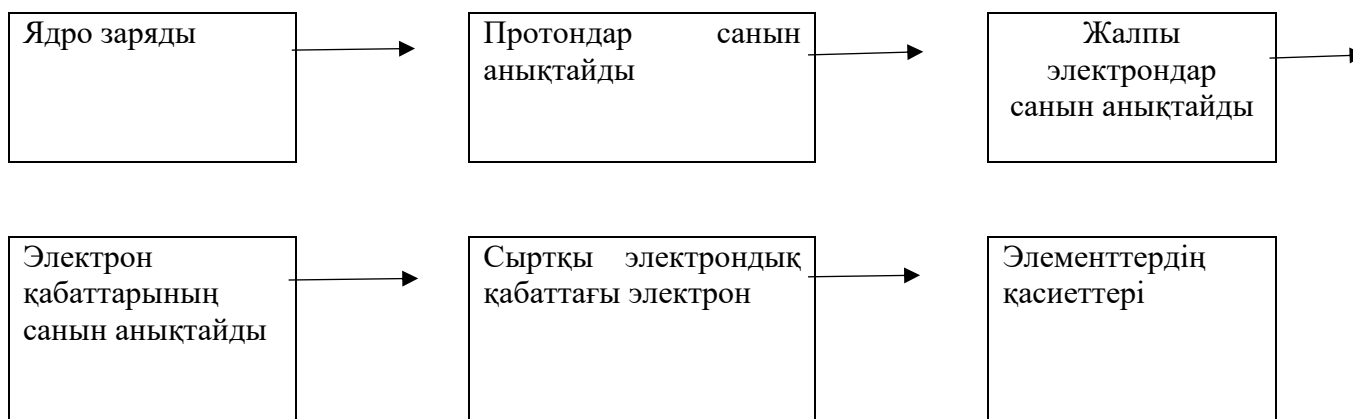 Ядро заряды
Протондар санын
анықтайды
Жалпы
электрондар
санын анықтайды
Электрон
қабаттарының
санын анықтайды
Сыртқы электрондық
қабаттағы электрон
Элементтердің
қасиеттері